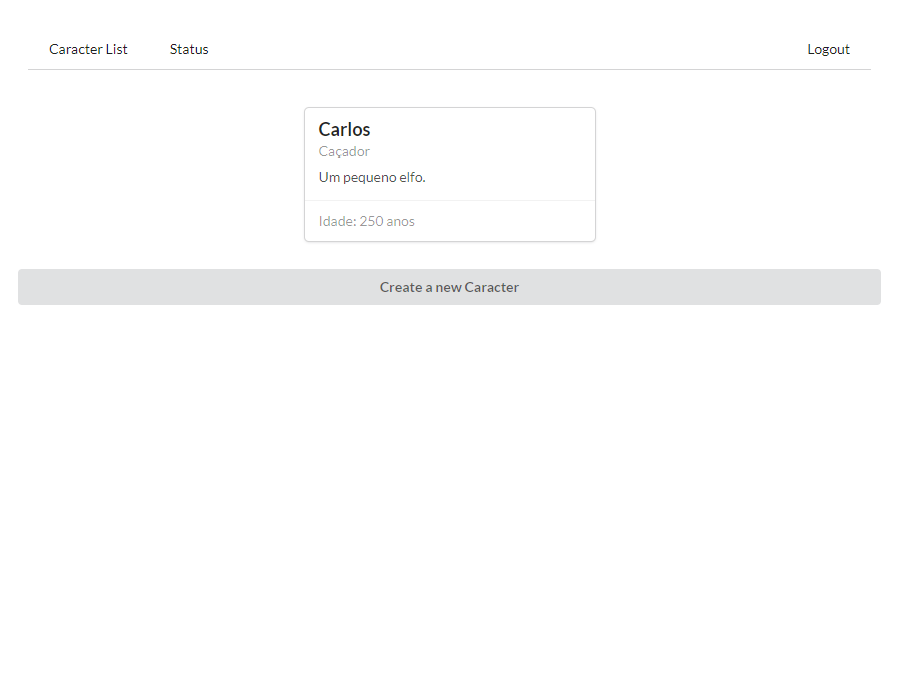 Caracter List
Status
Logout
Carlos
Caçador
Um pequeno elfo.
Idade: 250 anos
Create a new Caracter